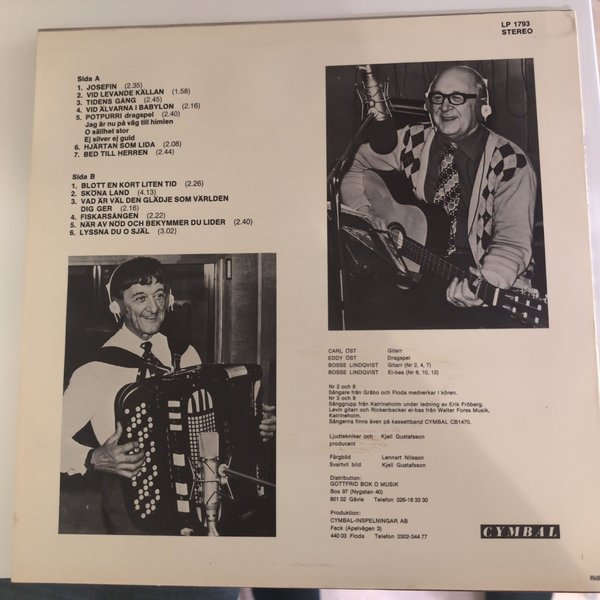 LP 1793
STEREO
Sida A
1. JOSEFIN (2.35)
2. VID LEVANDE KÄLLAN (1.58)
3. TIDENS GÅNG (2.45)
4. VID ÄLVARNA I BABYLON (2.16)
5. POTPURRI dragspel (2.40)
Jag är nu på väg till himlen
O sällhet stor
Ej silver ej guld
6. HJÄRTAN SOM LIDA (2.08)
7. BED TILL HERREN (2.44)
Sida B
1. BLOTT EN KORT LITEN TID (2.26)
2. SKÖNA LAND (4.13)
3. VAD ÄR VÄL DEN GLÄDJE SOM VÄRLDEN
DIG GER (2.16)
4. FISKARSÅNGEN (2.22)
5. NÄR AV NÖD OCH BEKYMMER DU LIDER (2.40)
6. LYSSNA DU O SJÄL (3.02)
CARL ÖST Gitarr
EDDY ÖST Dragspel
BOSSE LINDQVIST Gitarr (Nr 2, 4, 7)
BOSSE LINDQVIST El-bas (Nr 6, 10, 12)
Nr 2 och 8
Sångare från Gråbo och Floda medverkar i kören.
Nr 3 och 9
Sånggrupp från Katrineholm under ledning av Erik Fröberg.
Levin gitarr och Rickenbacker el-bas från Walter Foras Musik,
Katrineholm.
Sångerna finns även på kassettband CYMBAL CB1470.
Ljudtekniker och Kjell Gustafsson
producent
Färgbild Lennart Nilsson
Svartvit bild Kjell Gustafsson
Distribution:
GOTTFRID BOK O MUSIK
Box 97 (Nygatan 40)
801 02 Gävle Telefon 026-18 33 30
Produktion:
CYMBAL-INSPELNINGAR AB
Fack (Apelvägen 3)
440 03 Floda Telefon 0302-344 77
CYMBAL